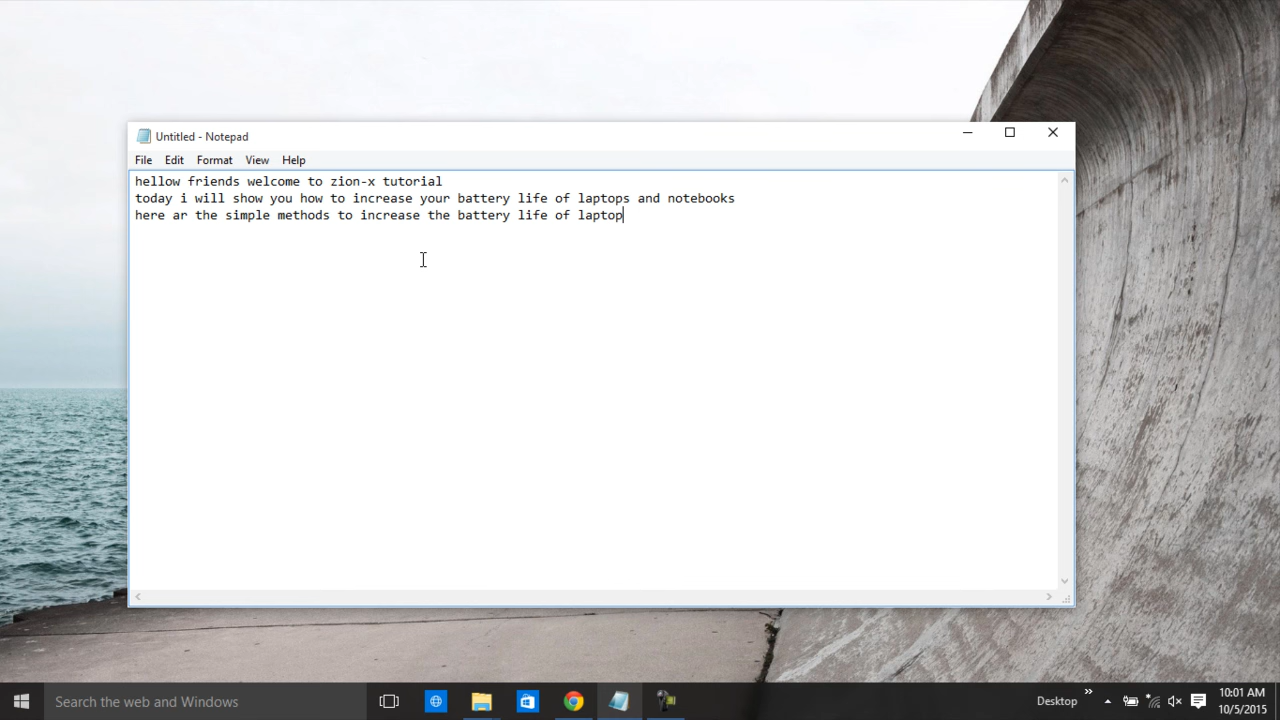 Untitled - Notepad
File Edit Format View Help
hellow friends welcome to zion-x tutorial
today i will show you how to increase your battery life of laptops and notebooks
here ar the simple methods to increase the battery life of laptop
Search the web and Windows
Desktop
10:01 AM
10/5/2015